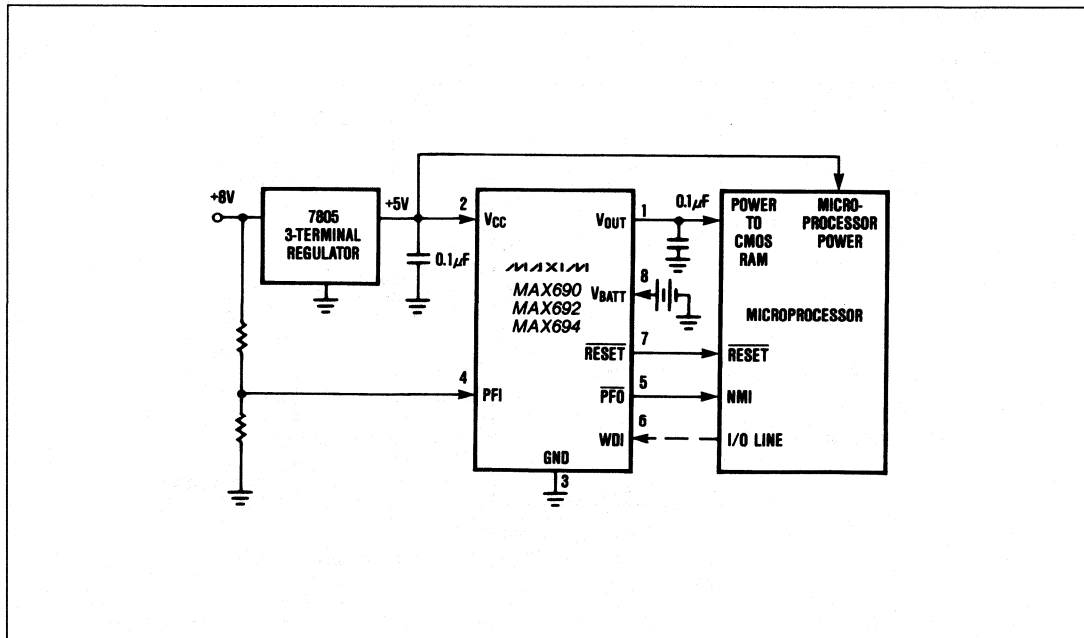 +8V
7805
3-TERMINAL
REGULATOR
+5V
0.1μF
2
VCC
MAXIM
MAX690
MAX692
MAX694
4
PFI
GND
3
VOUT
1
0.1μF
VBATT
8
RESET
7
PFO
5
WDI
6
POWER
TO
CMOS
RAM
MICRO-
PROCESSOR
POWER
MICROPROCESSOR
RESET
NMI
I/O LINE